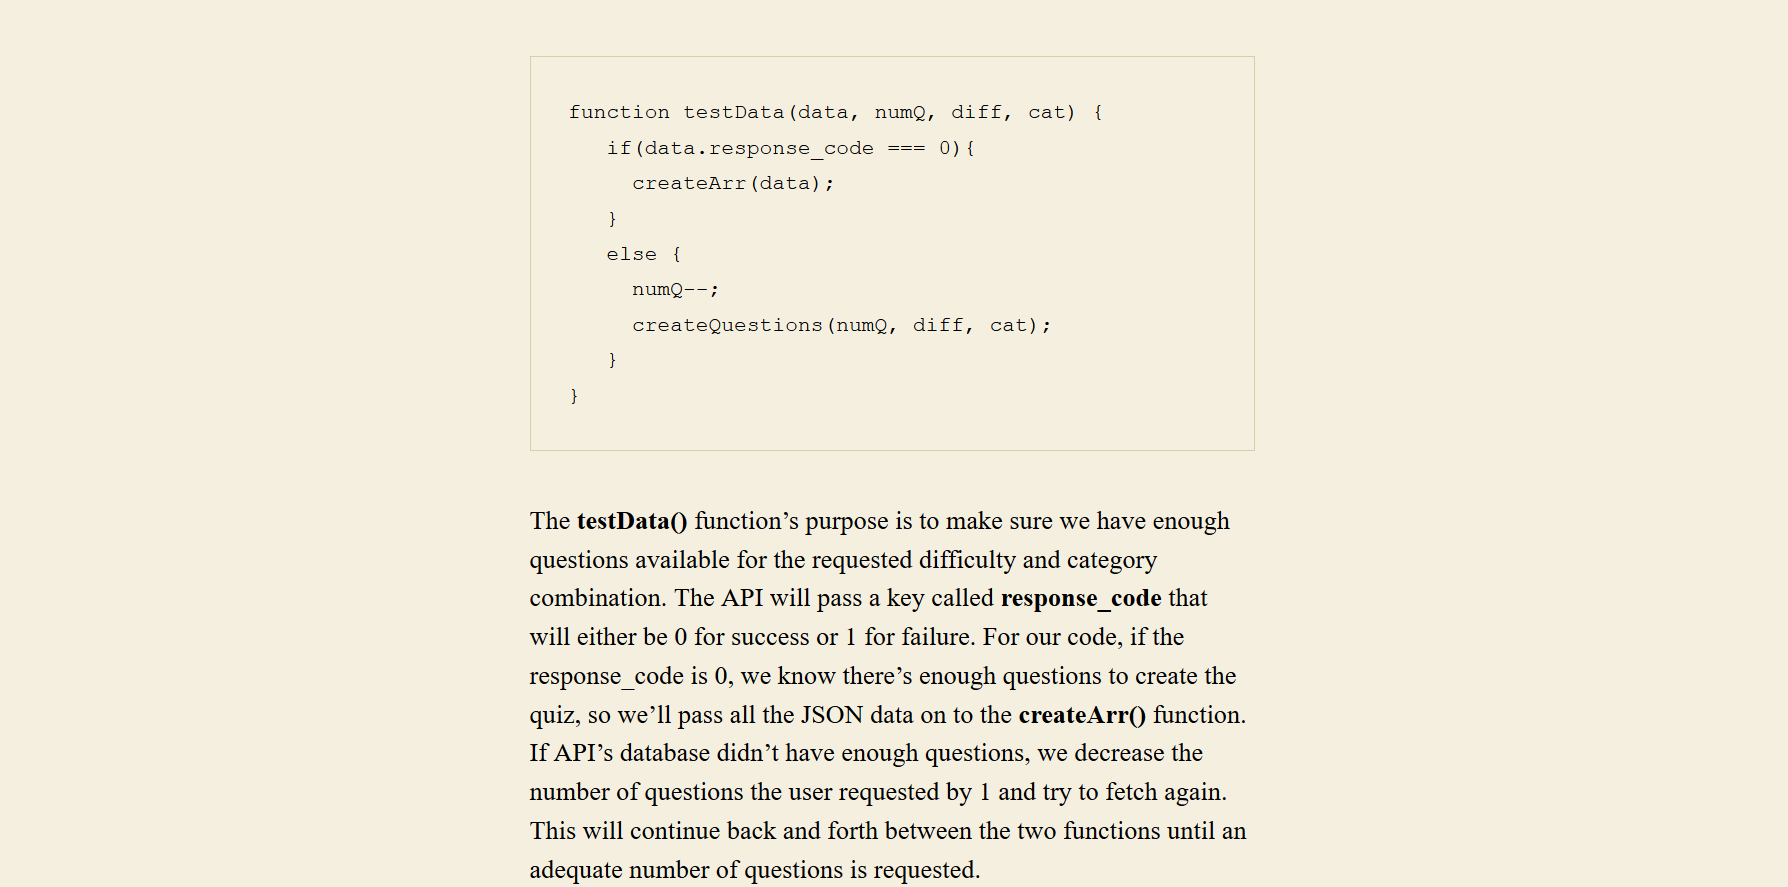 function testData(data, numQ, diff, cat) {
if(data.response_code === 0){
createArr(data);
}
else {
numQ--;
createQuestions(numQ, diff, cat);
}
}
The testData() function’s purpose is to make sure we have enough
questions available for the requested difficulty and category
combination. The API will pass a key called response_code that
will either be 0 for success or 1 for failure. For our code, if the
response_code is 0, we know there’s enough questions to create the
quiz, so we’ll pass all the JSON data on to the createArr() function.
If API’s database didn’t have enough questions, we decrease the
number of questions the user requested by 1 and try to fetch again.
This will continue back and forth between the two functions until an
adequate number of questions is requested.